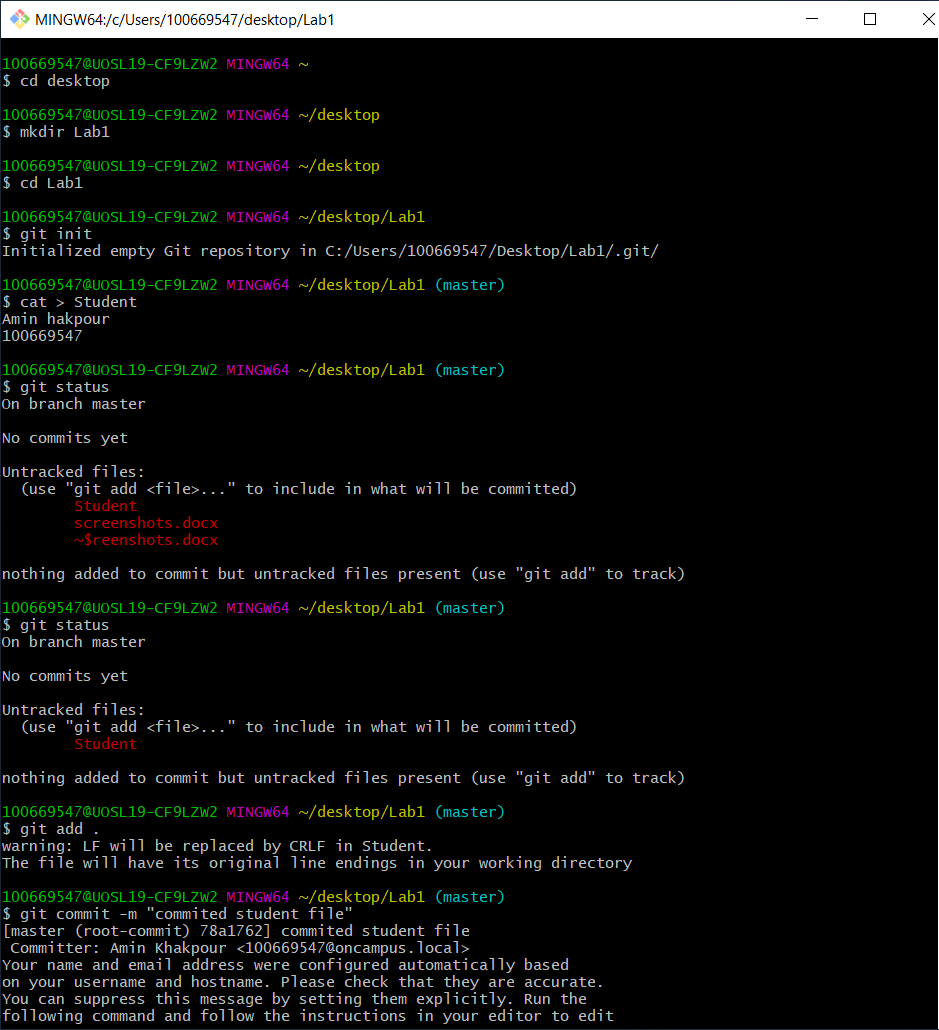 MINGW64:/c/Users/100669547/desktop/Lab1
100669547@UOSL19-CF9LZW2 MINGW64 ~
$ cd desktop
100669547@UOSL19-CF9LZW2 MINGW64 ~/desktop
$ mkdir Lab1
100669547@UOSL19-CF9LZW2 MINGW64 ~/desktop
$ cd Lab1
100669547@UOSL19-CF9LZW2 MINGW64 ~/desktop/Lab1
$ git init
Initialized empty Git repository in C:/Users/100669547/Desktop/Lab1/.git/
100669547@UOSL19-CF9LZW2 MINGW64 ~/desktop/Lab1 (master)
$ cat > Student
Amin hakpour
100669547
100669547@UOSL19-CF9LZW2 MINGW64 ~/desktop/Lab1 (master)
$ git status
On branch master
No commits yet
Untracked files:
(use "git add <file>..." to include in what will be committed)
Student
screenshots.docx
~$reenshots.docx
nothing added to commit but untracked files present (use "git add" to track)
100669547@UOSL19-CF9LZW2 MINGW64 ~/desktop/Lab1 (master)
$ git status
On branch master
No commits yet
Untracked files:
(use "git add <file>..." to include in what will be committed)
Student
nothing added to commit but untracked files present (use "git add" to track)
100669547@UOSL19-CF9LZW2 MINGW64 ~/desktop/Lab1 (master)
$ git add .
warning: LF will be replaced by CRLF in Student.
The file will have its original line endings in your working directory
100669547@UOSL19-CF9LZW2 MINGW64 ~/desktop/Lab1 (master)
$ git commit -m "commited student file"
[master (root-commit) 78a1762] commited student file
Committer: Amin Khakpour <100669547@oncampus.local>
Your name and email address were configured automatically based
on your username and hostname. Please check that they are accurate.
You can suppress this message by setting them explicitly. Run the
following command and follow the instructions in your editor to edit